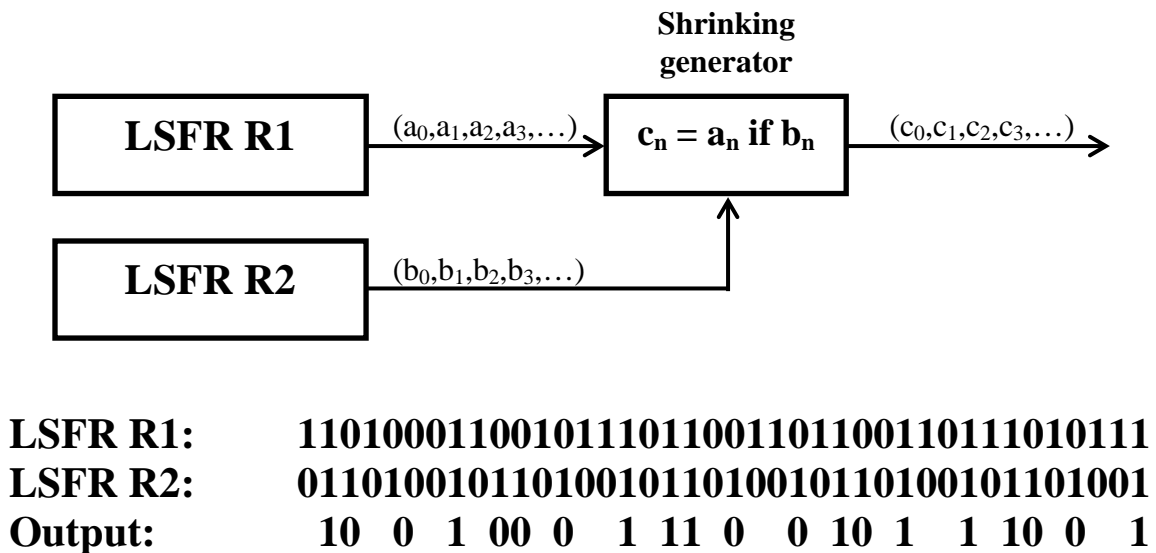 Shrinking
generator
LSFR R1
(a₀,a₁,a₂,a₃,…)
cₙ = aₙ if bₙ
(c₀,c₁,c₂,c₃,…)
LSFR R2
(b₀,b₁,b₂,b₃,…)
LSFR R1: 1101000110010111011001101100110111010111
LSFR R2: 0110100101101001011010010110100101101001
Output: 10 0 1 00 0 1 11 0 0 10 1 1 10 0 1